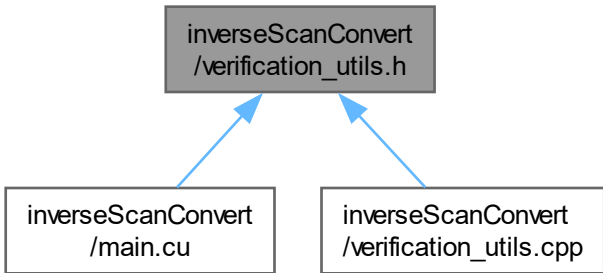 inverseScanConvert
/verification_utils.h
inverseScanConvert
/main.cu
inverseScanConvert
/verification_utils.cpp